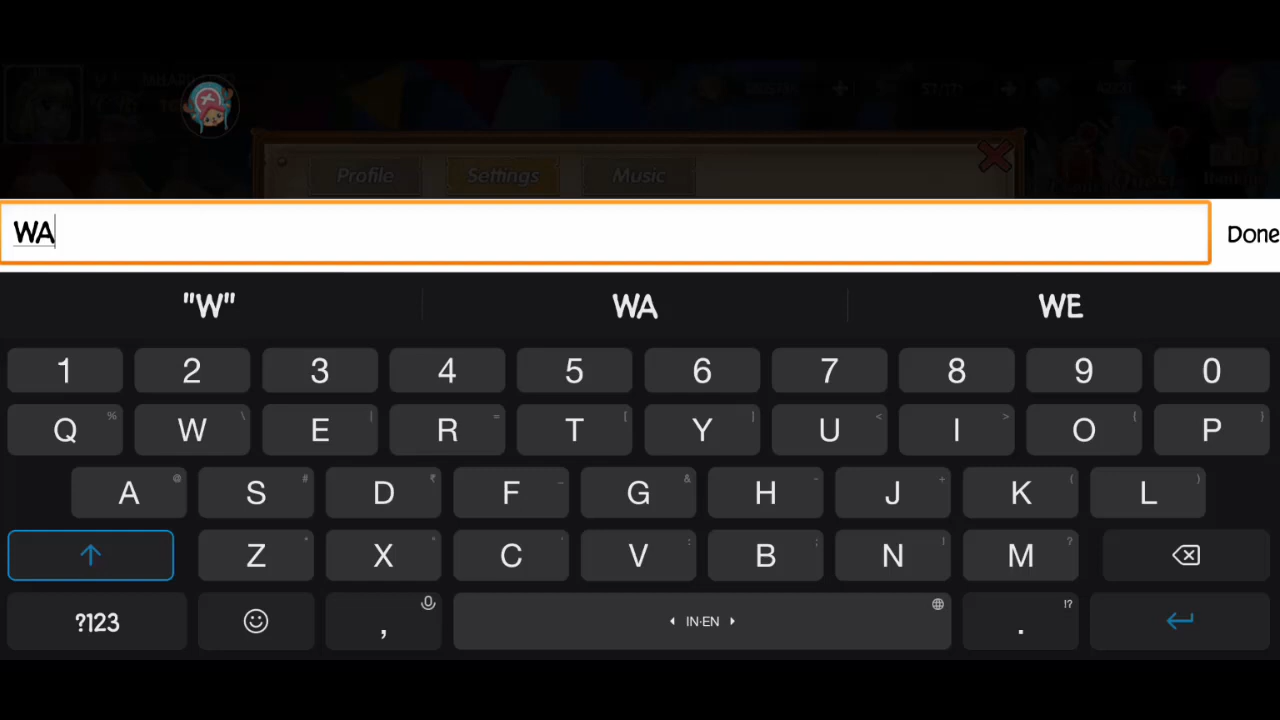 Profile Settings Music
WA
Done
"W" WA WE
1 2 3 4 5 6 7 8 9 0
Q % W \ E | R = T [ Y ] U < I > O { P }
A @ S # D ₹ F _ G & H - J + K ( L )
Z X C V : B ; N ! M ?
?123 , IN·EN . !?